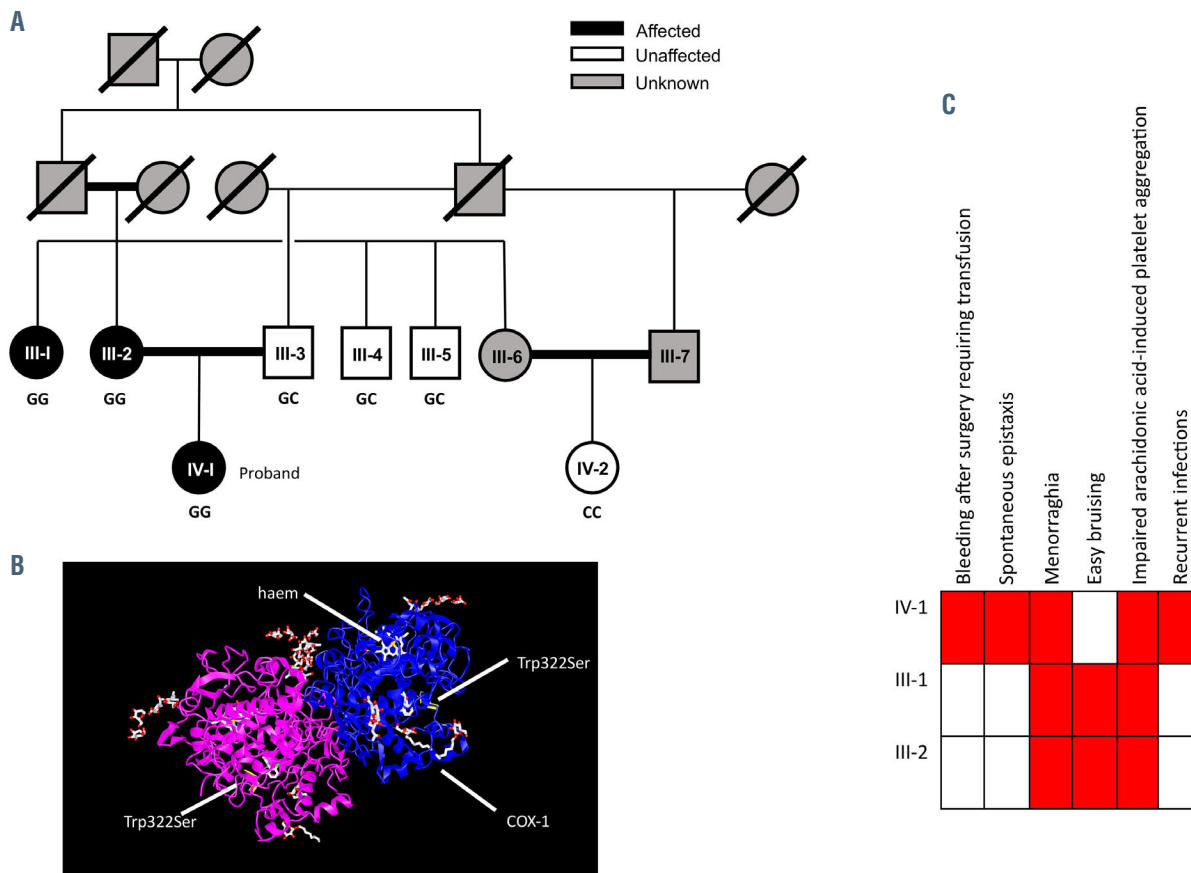 A
Affected
Unaffected
Unknown
III-I
III-2
III-3
III-4
III-5
III-6
III-7
GG
GG
GC
GC
GC
IV-I
Proband
IV-2
GG
CC
B
haem
Trp322Ser
Trp322Ser
COX-1
C
Bleeding after surgery requiring transfusion
Spontaneous epistaxis
Menorraghia
Easy bruising
Impaired arachidonic acid-induced platelet aggregation
Recurrent infections
IV-1
III-1
III-2